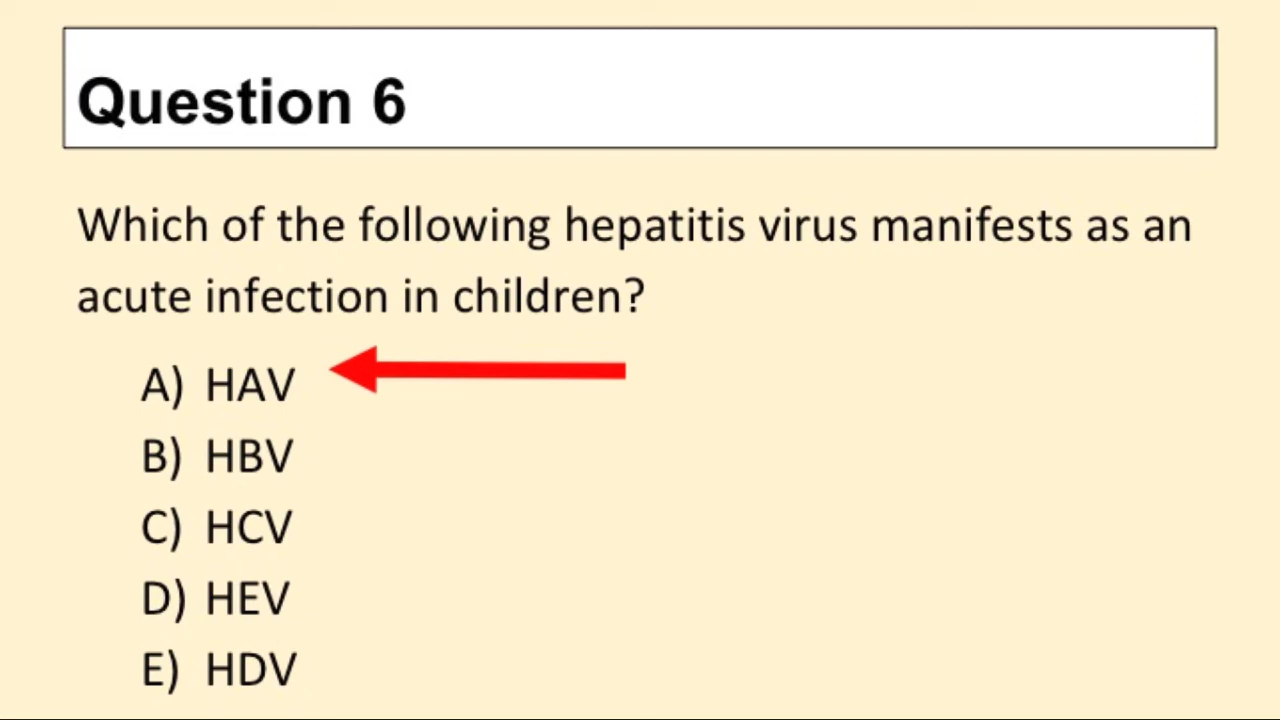 Question 6
Which of the following hepatitis virus manifests as an
acute infection in children?
A) HAV
B) HBV
C) HCV
D) HEV
E) HDV